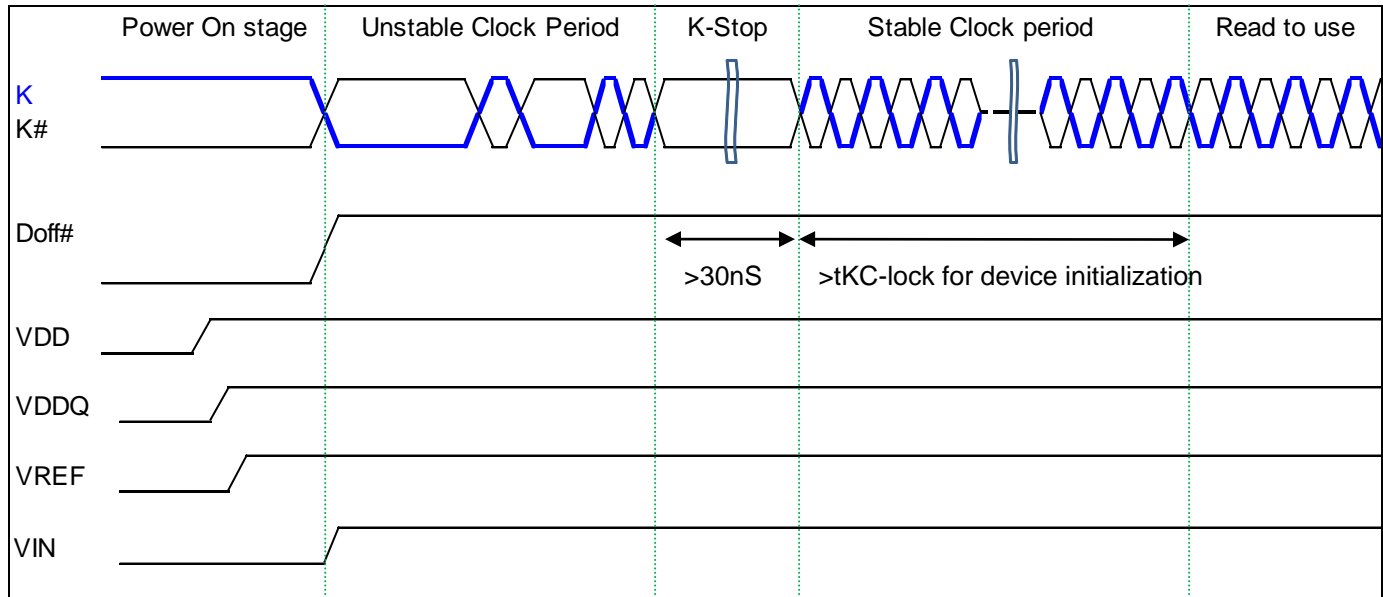 Power On stage
Unstable Clock Period
K-Stop
Stable Clock period
Read to use
K
K#
Doff#
>30nS
>tKC-lock for device initialization
VDD
VDDQ
VREF
VIN